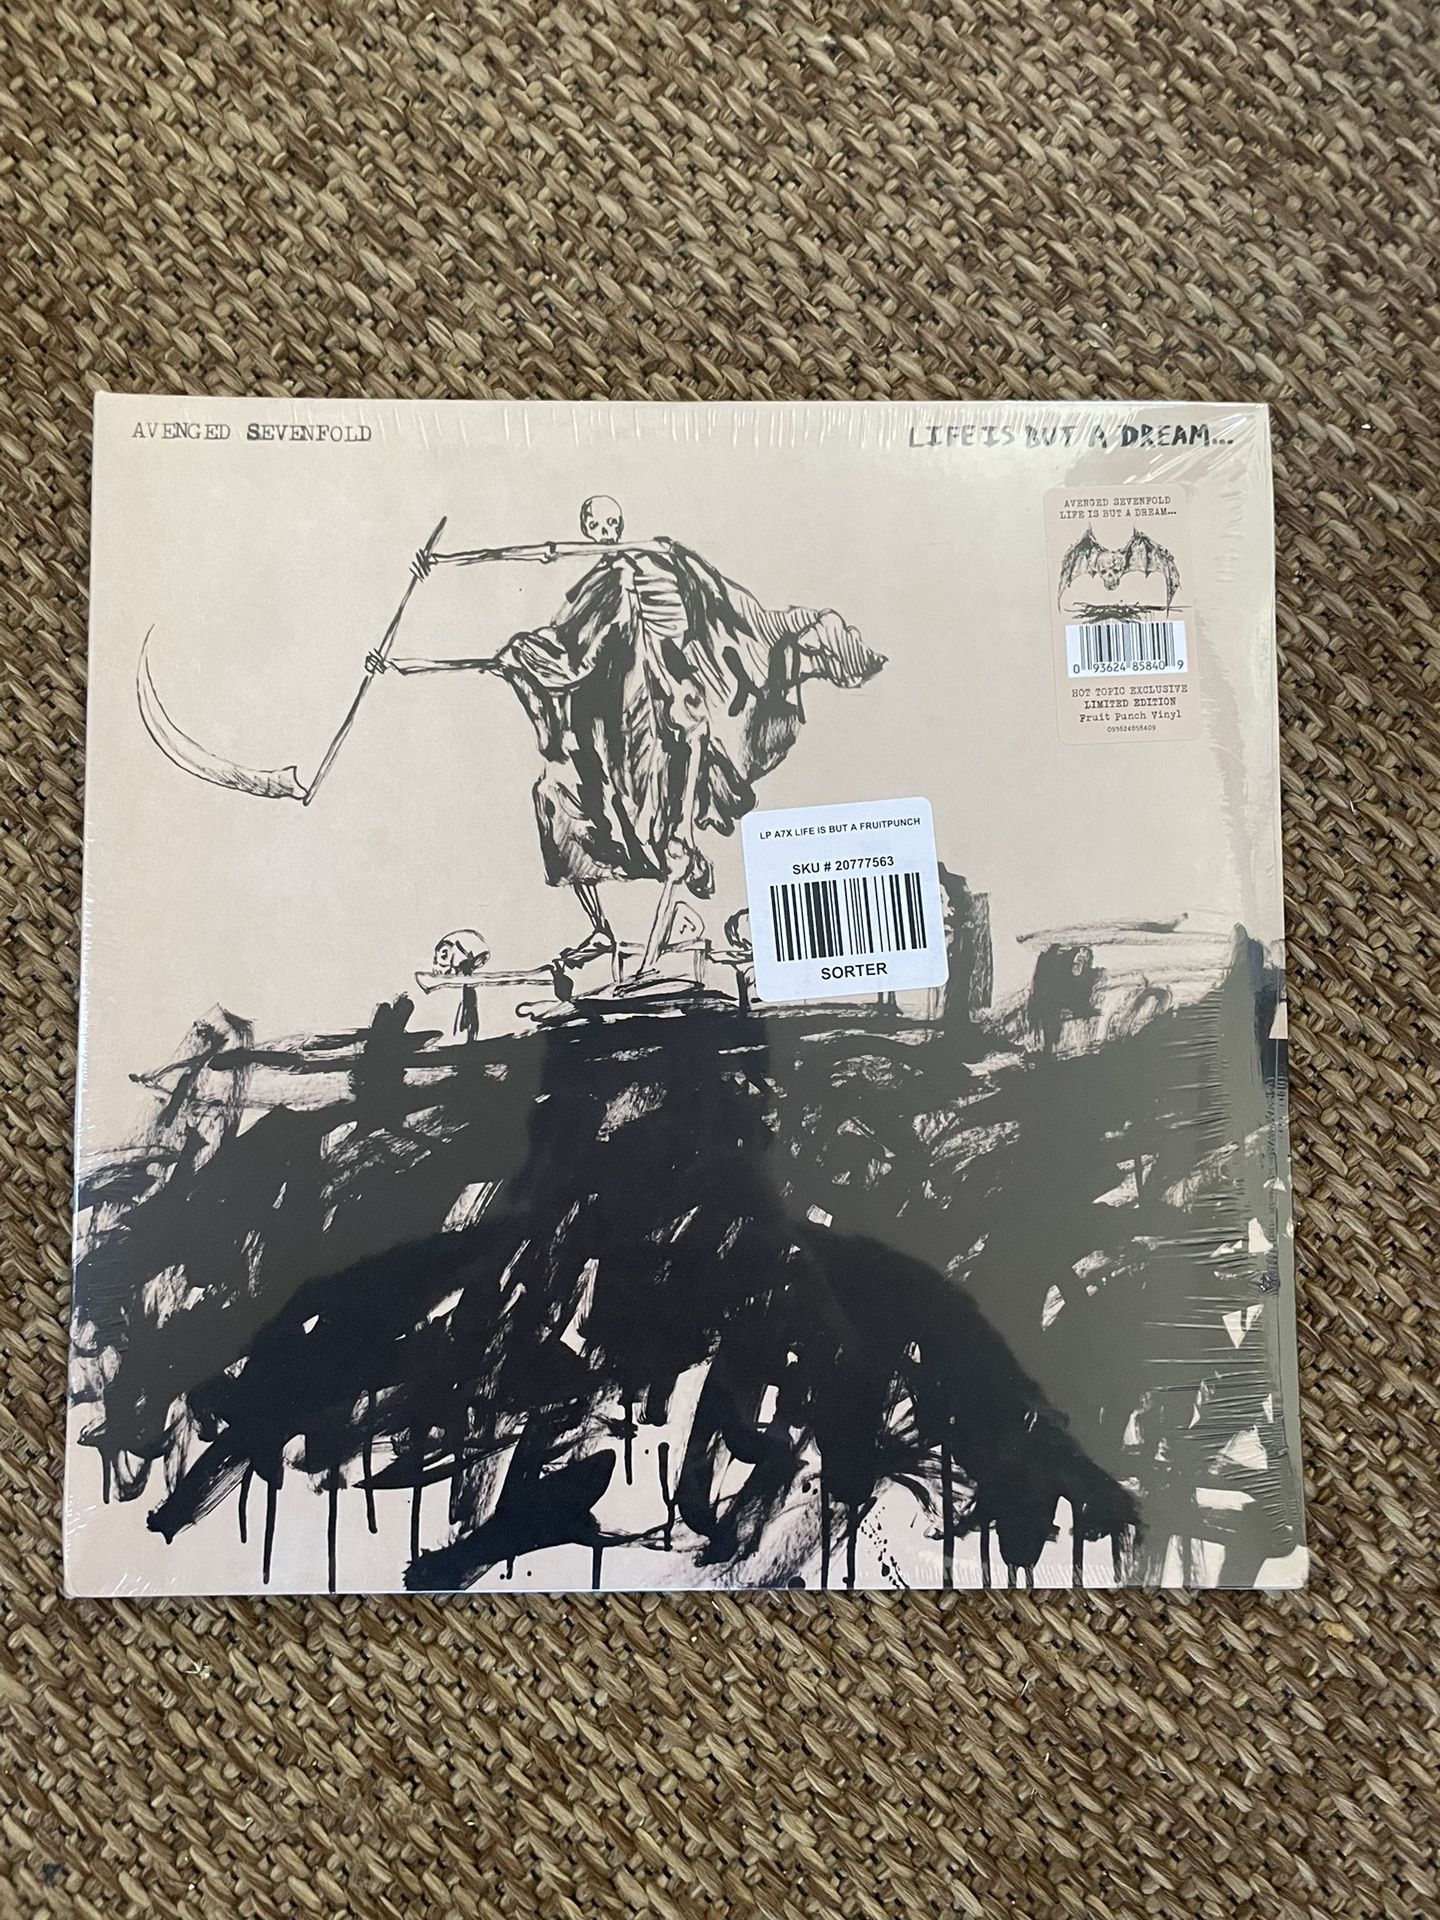 AVENGED SEVENFOLD
LIFE IS BUT A DREAM...
AVENGED SEVENFOLD
LIFE IS BUT A DREAM...
0 93624 85840 9
HOT TOPIC EXCLUSIVE
LIMITED EDITION
Fruit Punch Vinyl
093624858409
LP A7X LIFE IS BUT A FRUITPUNCH
SKU # 20777563
SORTER